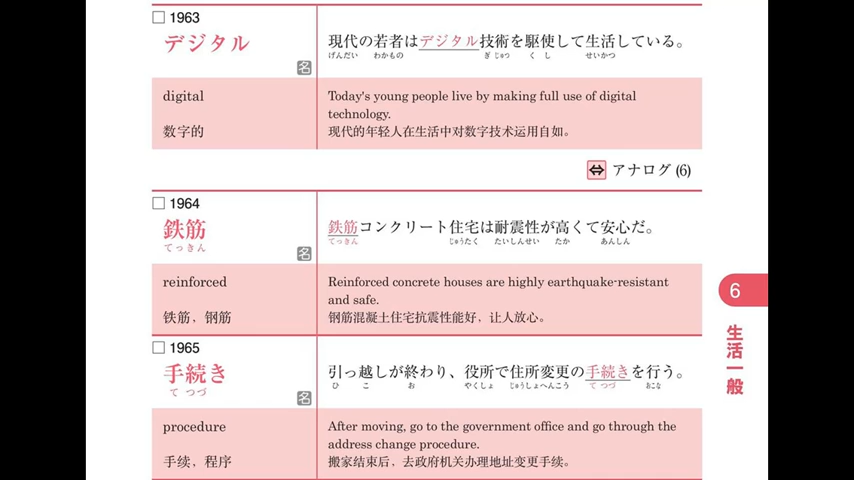 1963
デジタル
名
現代の若者はデジタル技術を駆使して生活している。
げんだい わかもの ぎじゅつ くし せいかつ
digital
数字的
Today's young people live by making full use of digital
technology.
现代的年轻人在生活中对数字技术运用自如。
⇔ アナログ (6)
1964
鉄筋
てっきん
名
鉄筋コンクリート住宅は耐震性が高くて安心だ。
てっきん じゅうたく たいしんせい たか あんしん
reinforced
铁筋，钢筋
Reinforced concrete houses are highly earthquake-resistant
and safe.
钢筋混凝土住宅抗震性能好，让人放心。
1965
手続き
てつづ
名
引っ越しが終わり、役所で住所変更の手続きを行う。
ひ こ お やくしょ じゅうしょへんこう てつづ おこな
procedure
手续，程序
After moving, go to the government office and go through the
address change procedure.
搬家结束后，去政府机关办理地址变更手续。
6
生活一般